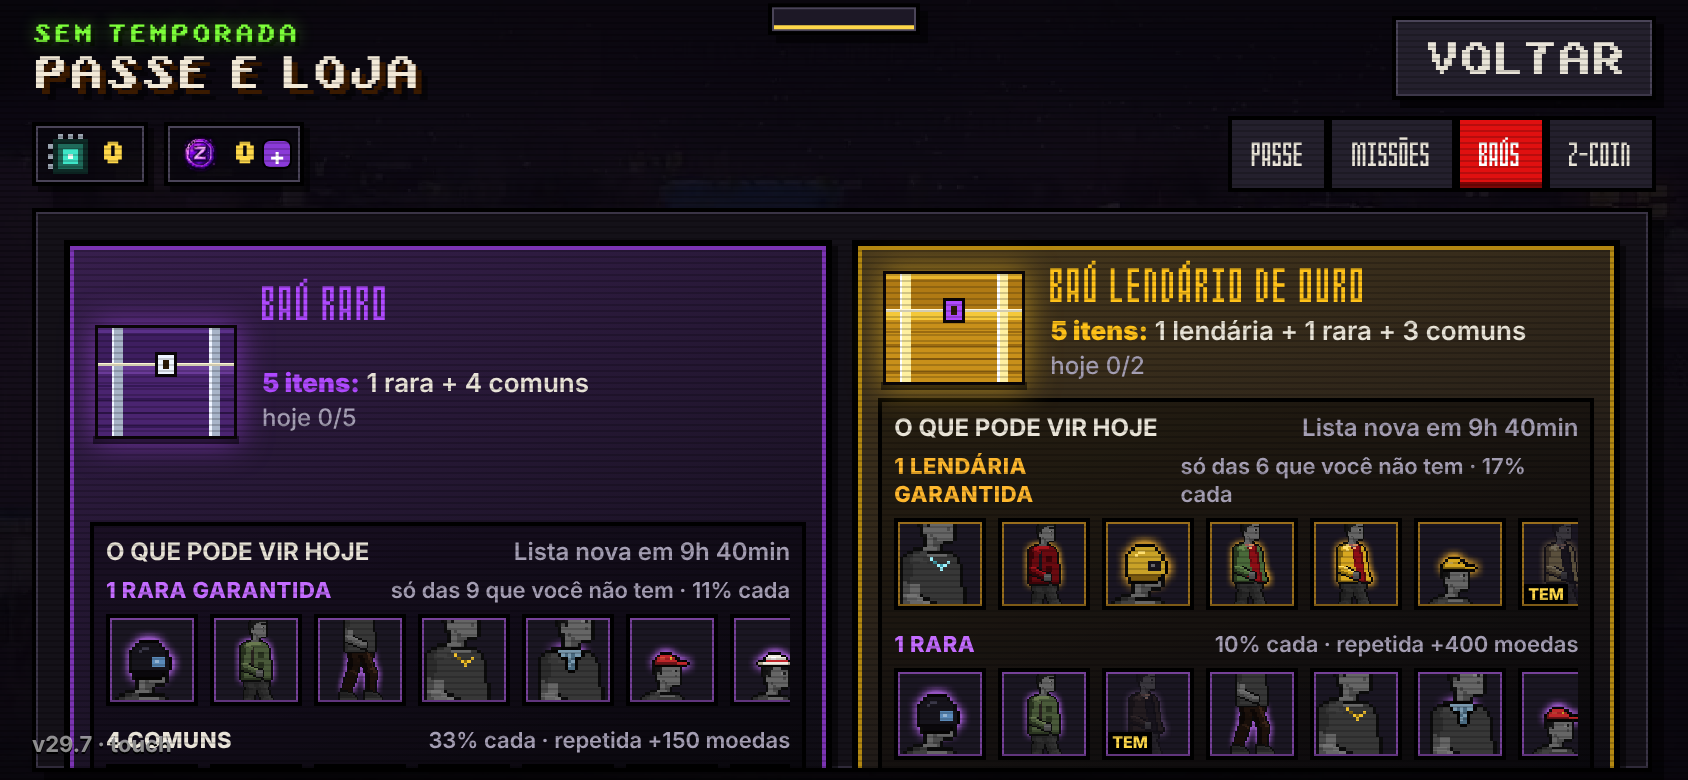 SEM TEMPORADA
PASSE E LOJA
VOLTAR
0
Z 0 +
PASSE
MISSÕES
BAÚS
Z-COIN
BAÚ RARO
5 itens: 1 rara + 4 comuns
hoje 0/5
O QUE PODE VIR HOJE
Lista nova em 9h 40min
1 RARA GARANTIDA
só das 9 que você não tem · 11% cada
4 COMUNS
33% cada · repetida +150 moedas
BAÚ LENDÁRIO DE OURO
5 itens: 1 lendária + 1 rara + 3 comuns
hoje 0/2
O QUE PODE VIR HOJE
Lista nova em 9h 40min
1 LENDÁRIA
GARANTIDA
só das 6 que você não tem · 17%
cada
TEM
1 RARA
10% cada · repetida +400 moedas
TEM
v29.7 · touch